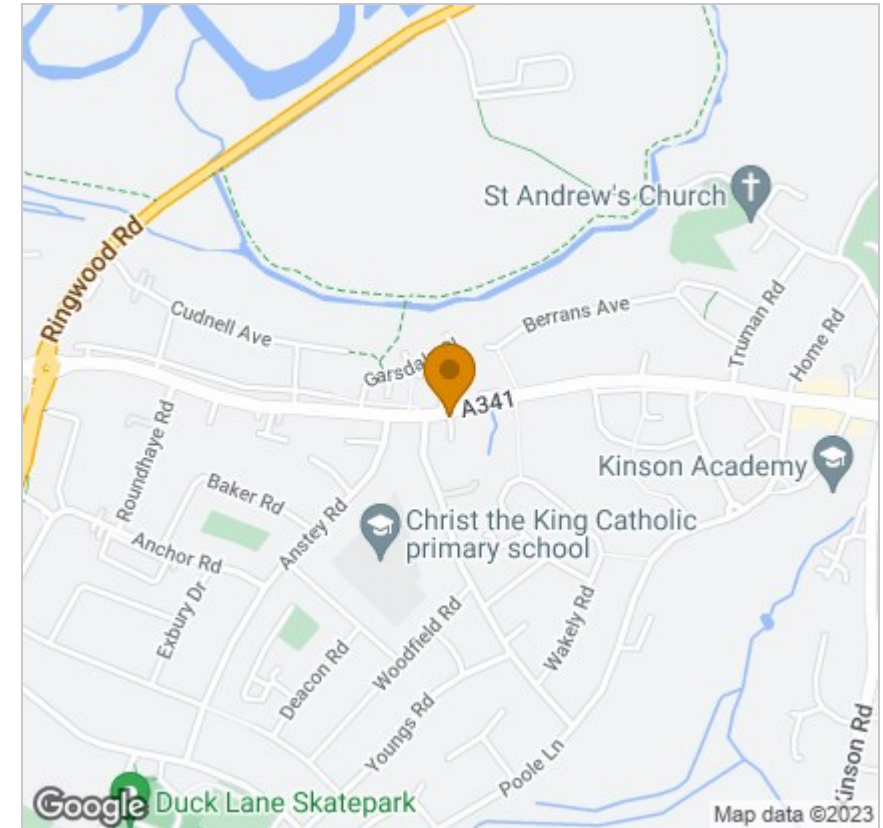 St Andrew's Church
Ringwood Rd
Cudnell Ave
Berrans Ave
Truman Rd
Home Rd
A341
Roundhaye Rd
Kinson Academy
Baker Rd
Christ the King Catholic
primary school
Anstey Rd
Anchor Rd
Exbury Dr
Wakely Rd
Woodfield Rd
Deacon Rd
Youngs Rd
Poole Ln
Kinson Rd
Google
Duck Lane Skatepark
Map data ©2023